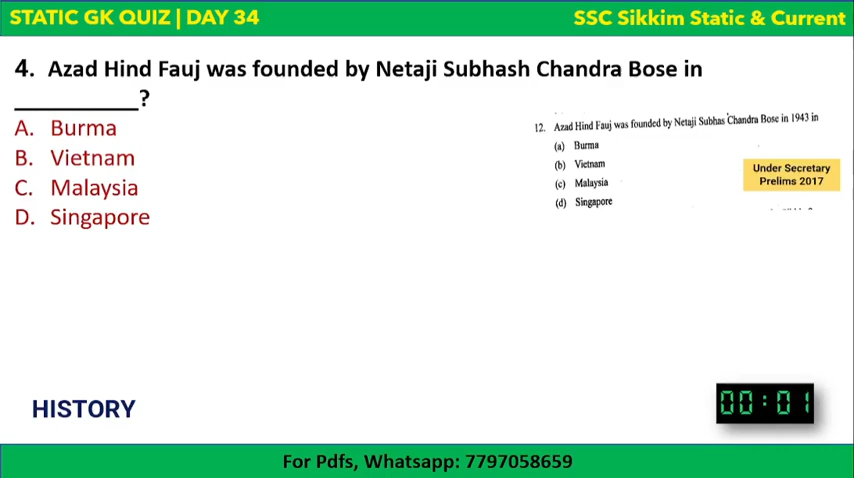 STATIC GK QUIZ | DAY 34
SSC Sikkim Static & Current
4. Azad Hind Fauj was founded by Netaji Subhash Chandra Bose in
__________?
A. Burma
B. Vietnam
C. Malaysia
D. Singapore
12. Azad Hind Fauj was founded by Netaji Subhas Chandra Bose in 1943 in
(a) Burma
(b) Vietnam
(c) Malaysia
(d) Singapore
Under Secretary
Prelims 2017
HISTORY
00:01
For Pdfs, Whatsapp: 7797058659